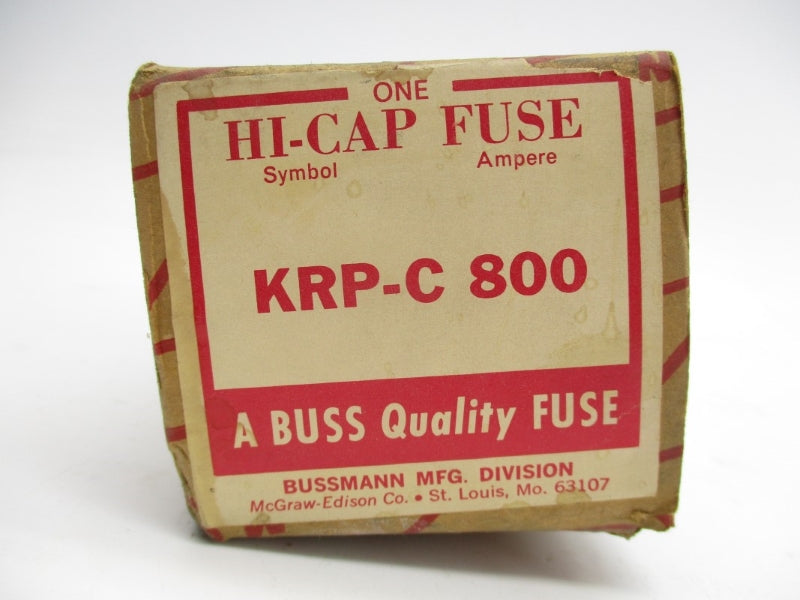 ONE
HI-CAP FUSE
Symbol Ampere
KRP-C 800
A BUSS Quality FUSE
BUSSMANN MFG. DIVISION
McGraw-Edison Co. • St. Louis, Mo. 63107